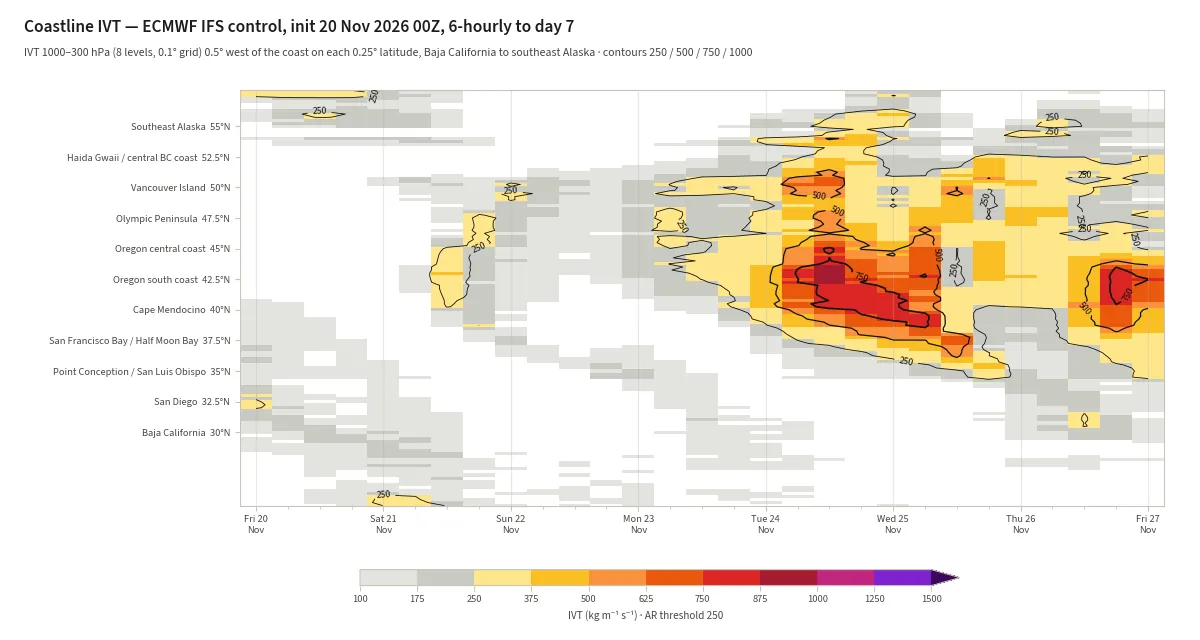 Coastline IVT — ECMWF IFS control, init 20 Nov 2026 00Z, 6-hourly to day 7
IVT 1000–300 hPa (8 levels, 0.1° grid) 0.5° west of the coast on each 0.25° latitude, Baja California to southeast Alaska · contours 250 / 500 / 750 / 1000
250
250
250
Southeast Alaska 55°N
250
Haida Gwaii / central BC coast 52.5°N
250
Vancouver Island 50°N
250
500
250
500
Olympic Peninsula 47.5°N
250
250
250
250
Oregon central coast 45°N
250
500
250
Oregon south coast 42.5°N
750
250
750
Cape Mendocino 40°N
500
San Francisco Bay / Half Moon Bay 37.5°N
250
Point Conception / San Luis Obispo 35°N
San Diego 32.5°N
Baja California 30°N
250
Fri 20 Sat 21 Sun 22 Mon 23 Tue 24 Wed 25 Thu 26 Fri 27
Nov Nov Nov Nov Nov Nov Nov Nov
100 175 250 375 500 625 750 875 1000 1250 1500
IVT (kg m⁻¹ s⁻¹) · AR threshold 250